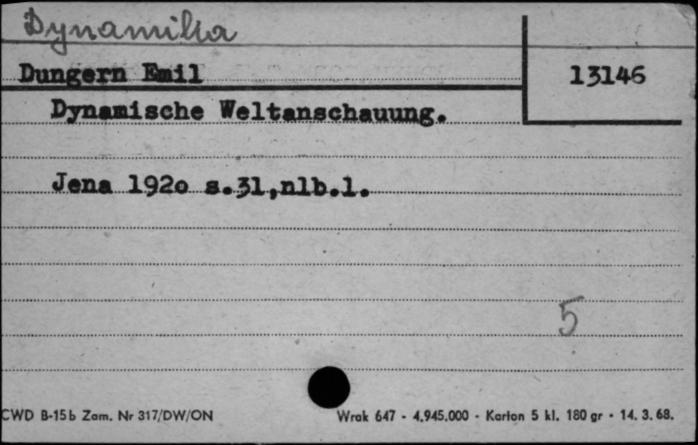 Dynamika
Dungern Emil
13146
Dynamische Weltanschauung.
Jena 192o s.31,nlb.1.
5
CWD B-15b Zam. Nr 317/DW/ON
Wrak 647 - 4.945.000 - Karton 5 kl. 180 gr - 14. 3. 68.